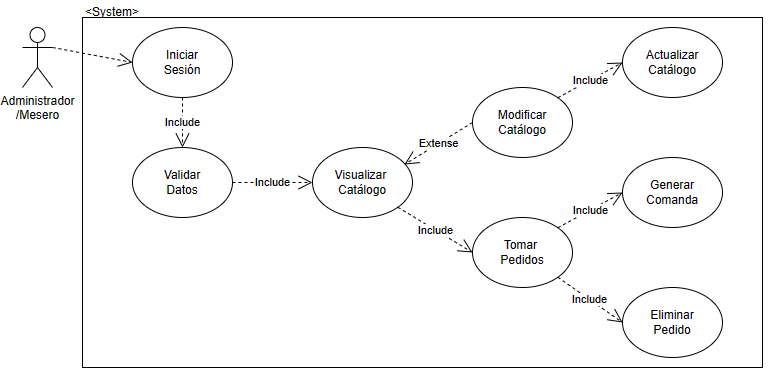 <System>
Iniciar
Sesión
Actualizar
Catálogo
Include
Administrador
/Mesero
Include
Modificar
Catálogo
Extense
Validar
Datos
Include
Visualizar
Catálogo
Generar
Comanda
Include
Include
Tomar
Pedidos
Include
Eliminar
Pedido